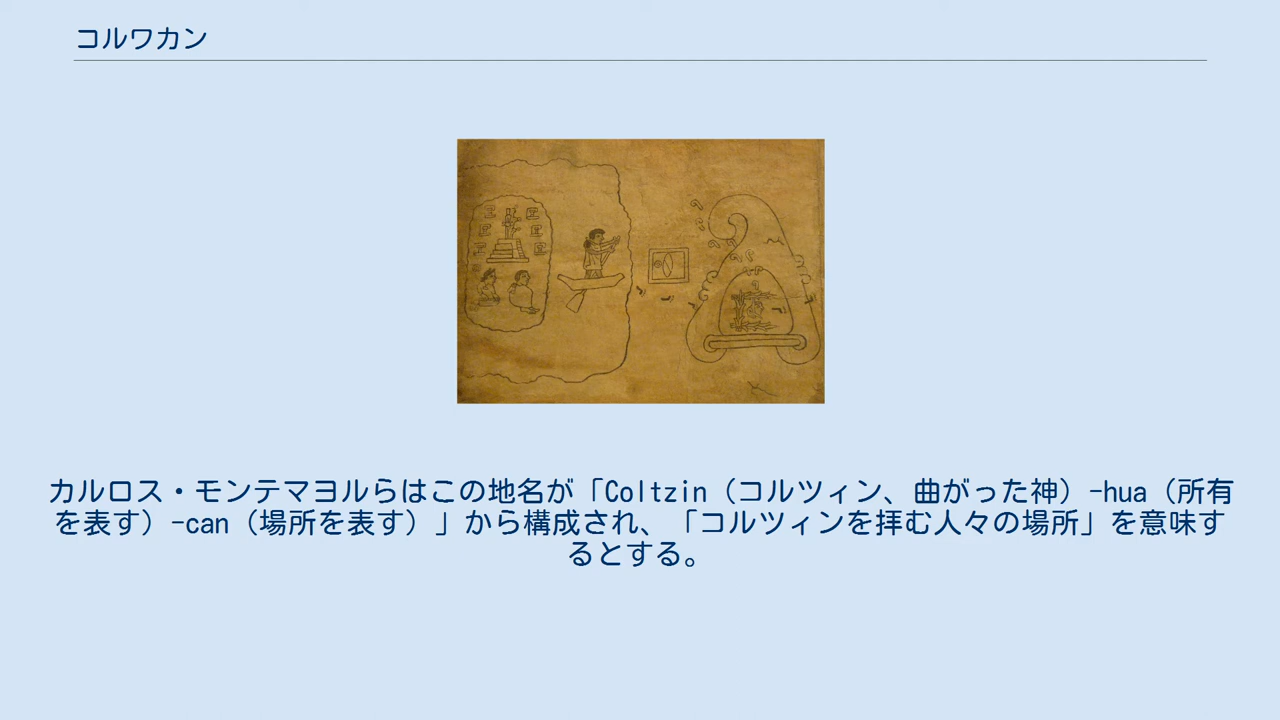 コルワカン
カルロス・モンテマヨルらはこの地名が「Coltzin（コルツィン、曲がった神）-hua（所有
を表す）-can（場所を表す）」から構成され、「コルツィンを拝む人々の場所」を意味す
るとする。